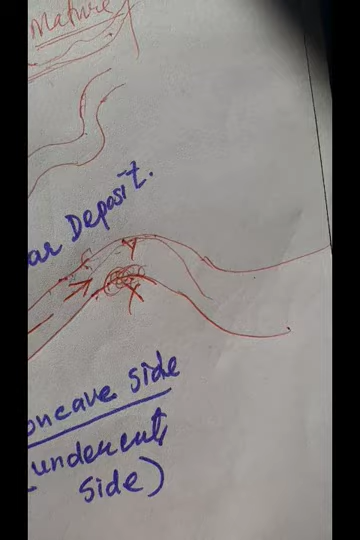 Mature
ar Deposit.
Y
X
oncave side
(undercut
side)